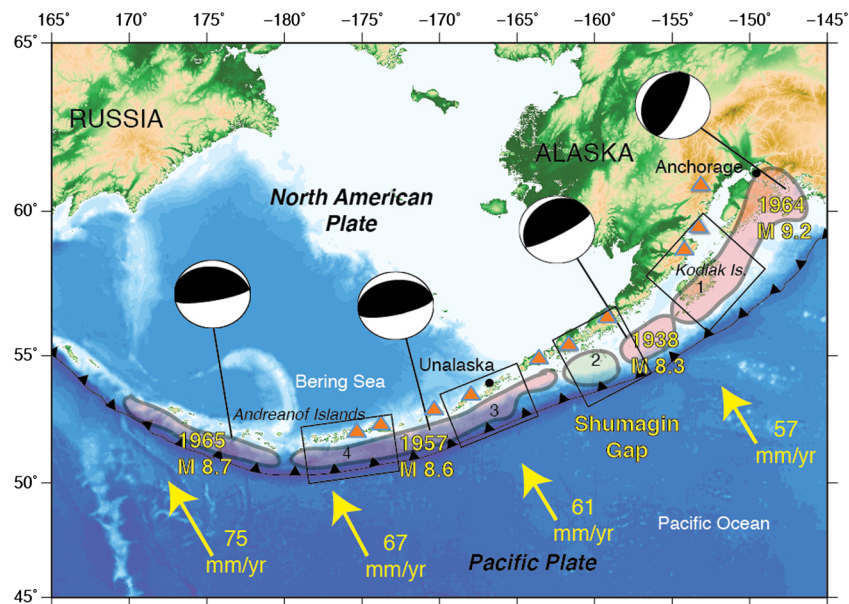 165° 170° 175° −180° −175° −170° −165° −160° −155° −150° −145°
65°
60°
55°
50°
45°
RUSSIA
ALASKA
Anchorage
North American
Plate
1964
M 9.2
Kodiak Is.
1
1938
M 8.3
2
Unalaska
Bering Sea
Andreanof Islands
3
Shumagin
Gap
1965
M 8.7
4
1957
M 8.6
57
mm/yr
61
mm/yr
67
mm/yr
75
mm/yr
Pacific Ocean
Pacific Plate